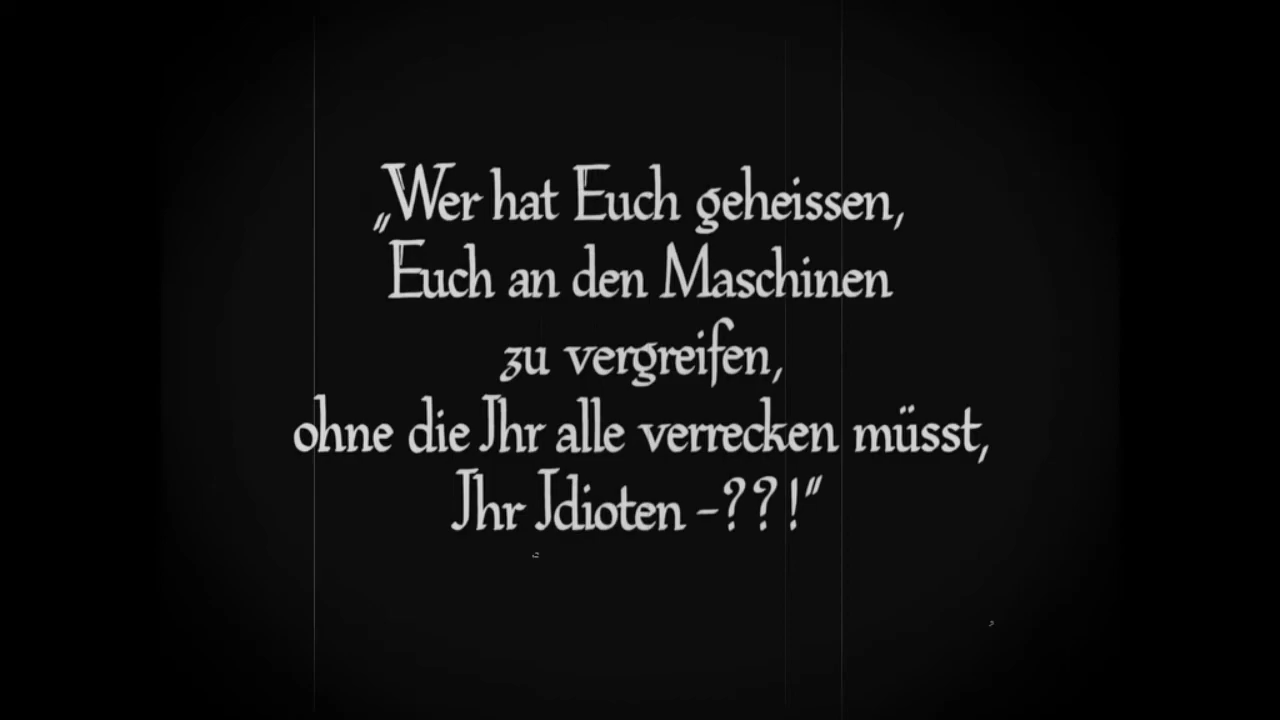 „Wer hat Euch geheissen,
Euch an den Maschinen
zu vergreifen,
ohne die Jhr alle verrecken müsst,
Jhr Jdioten -??!"